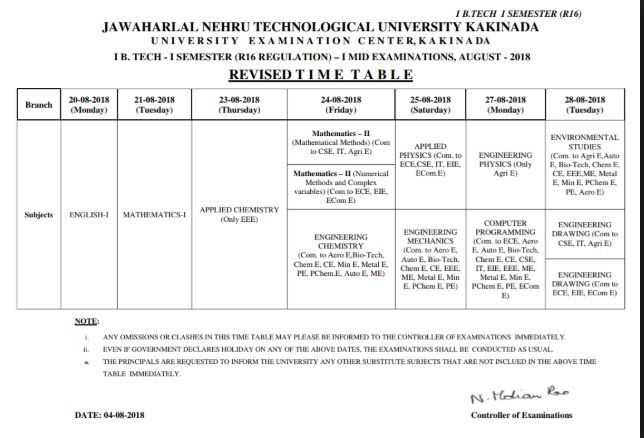 I B.TECH I SEMESTER (R16)
JAWAHARLAL NEHRU TECHNOLOGICAL UNIVERSITY KAKINADA
UNIVERSITY EXAMINATION CENTER, KAKINADA
I B. TECH - I SEMESTER (R16 REGULATION) – I MID EXAMINATIONS, AUGUST - 2018
REVISED T I M E T A B L E
Branch
20-08-2018
(Monday)
21-08-2018
(Tuesday)
23-08-2018
(Thursday)
24-08-2018
(Friday)
25-08-2018
(Saturday)
27-08-2018
(Monday)
28-08-2018
(Tuesday)
Subjects
ENGLISH-I
MATHEMATICS-I
APPLIED CHEMISTRY
(Only EEE)
Mathematics – II
(Mathematical Methods) (Com
to CSE, IT, Agri E)
Mathematics – II (Numerical
Methods and Complex
variables) (Com to ECE, EIE,
ECom E)
ENGINEERING
CHEMISTRY
(Com. to Aero E,Bio-Tech,
Chem E, CE, Min E, Metal E,
PE, PChem.E, Auto E, ME)
APPLIED
PHYSICS (Com. to
ECE,CSE, IT, EIE,
ECom.E)
ENGINEERING
MECHANICS
(Com. to Aero E,
Auto E, Bio-Tech,
Chem E, CE, EEE,
ME, Metal E, Min
E, PChem E, PE)
ENGINEERING
PHYSICS (Only
Agri E)
COMPUTER
PROGRAMMING
(Com. to ECE, Aero
E, Auto E, Bio-Tech,
Chem E, CE, CSE,
IT, EIE, EEE, ME,
Metal E, Min E,
PChem E, PE, ECom
E)
ENVIRONMENTAL
STUDIES
(Com. to Agri E,Auto
E, Bio-Tech, Chem E,
CE, EEE,ME, Metal
E, Min E, PChem E,
PE, Aero E)
ENGINEERING
DRAWING (Com to
CSE, IT, Agri E)
ENGINEERING
DRAWING (Com to
ECE, EIE, ECom E)
NOTE:
i. ANY OMISSIONS OR CLASHES IN THIS TIME TABLE MAY PLEASE BE INFORMED TO THE CONTROLLER OF EXAMINATIONS IMMEDIATELY.
ii. EVEN IF GOVERNMENT DECLARES HOLIDAY ON ANY OF THE ABOVE DATES, THE EXAMINATIONS SHALL BE CONDUCTED AS USUAL.
iii. THE PRINCIPALS ARE REQUESTED TO INFORM THE UNIVERSITY ANY OTHER SUBSTITUTE SUBJECTS THAT ARE NOT INCLUDED IN THE ABOVE TIME
TABLE IMMEDIATELY.
N. Mohan Rao
DATE: 04-08-2018
Controller of Examinations